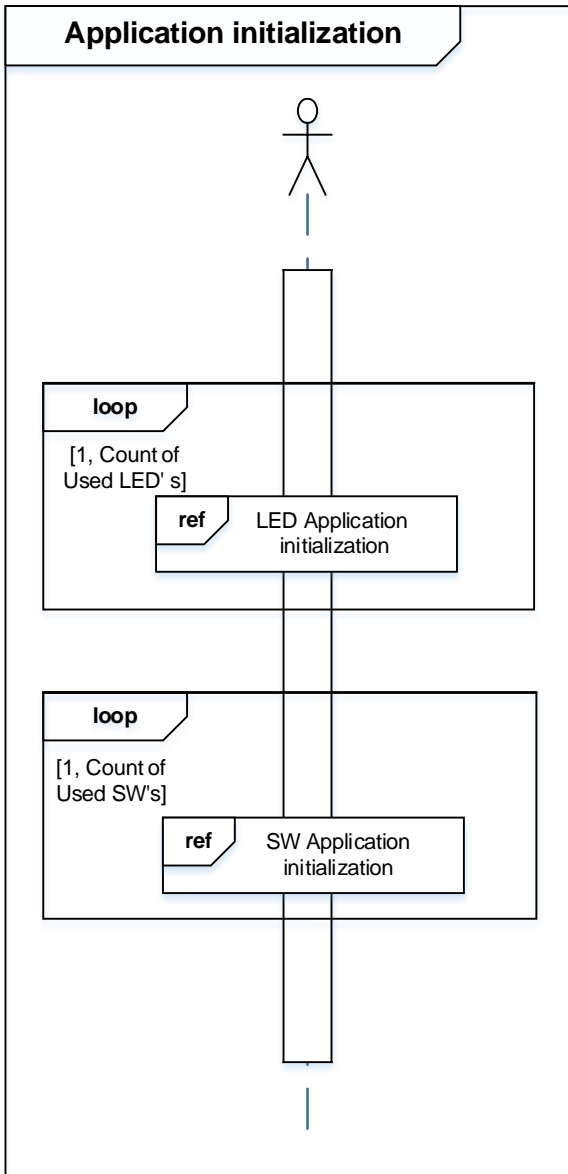 Application initialization
loop
[1, Count of
Used LED' s]
ref
LED Application
initialization
loop
[1, Count of
Used SW's]
ref
SW Application
initialization